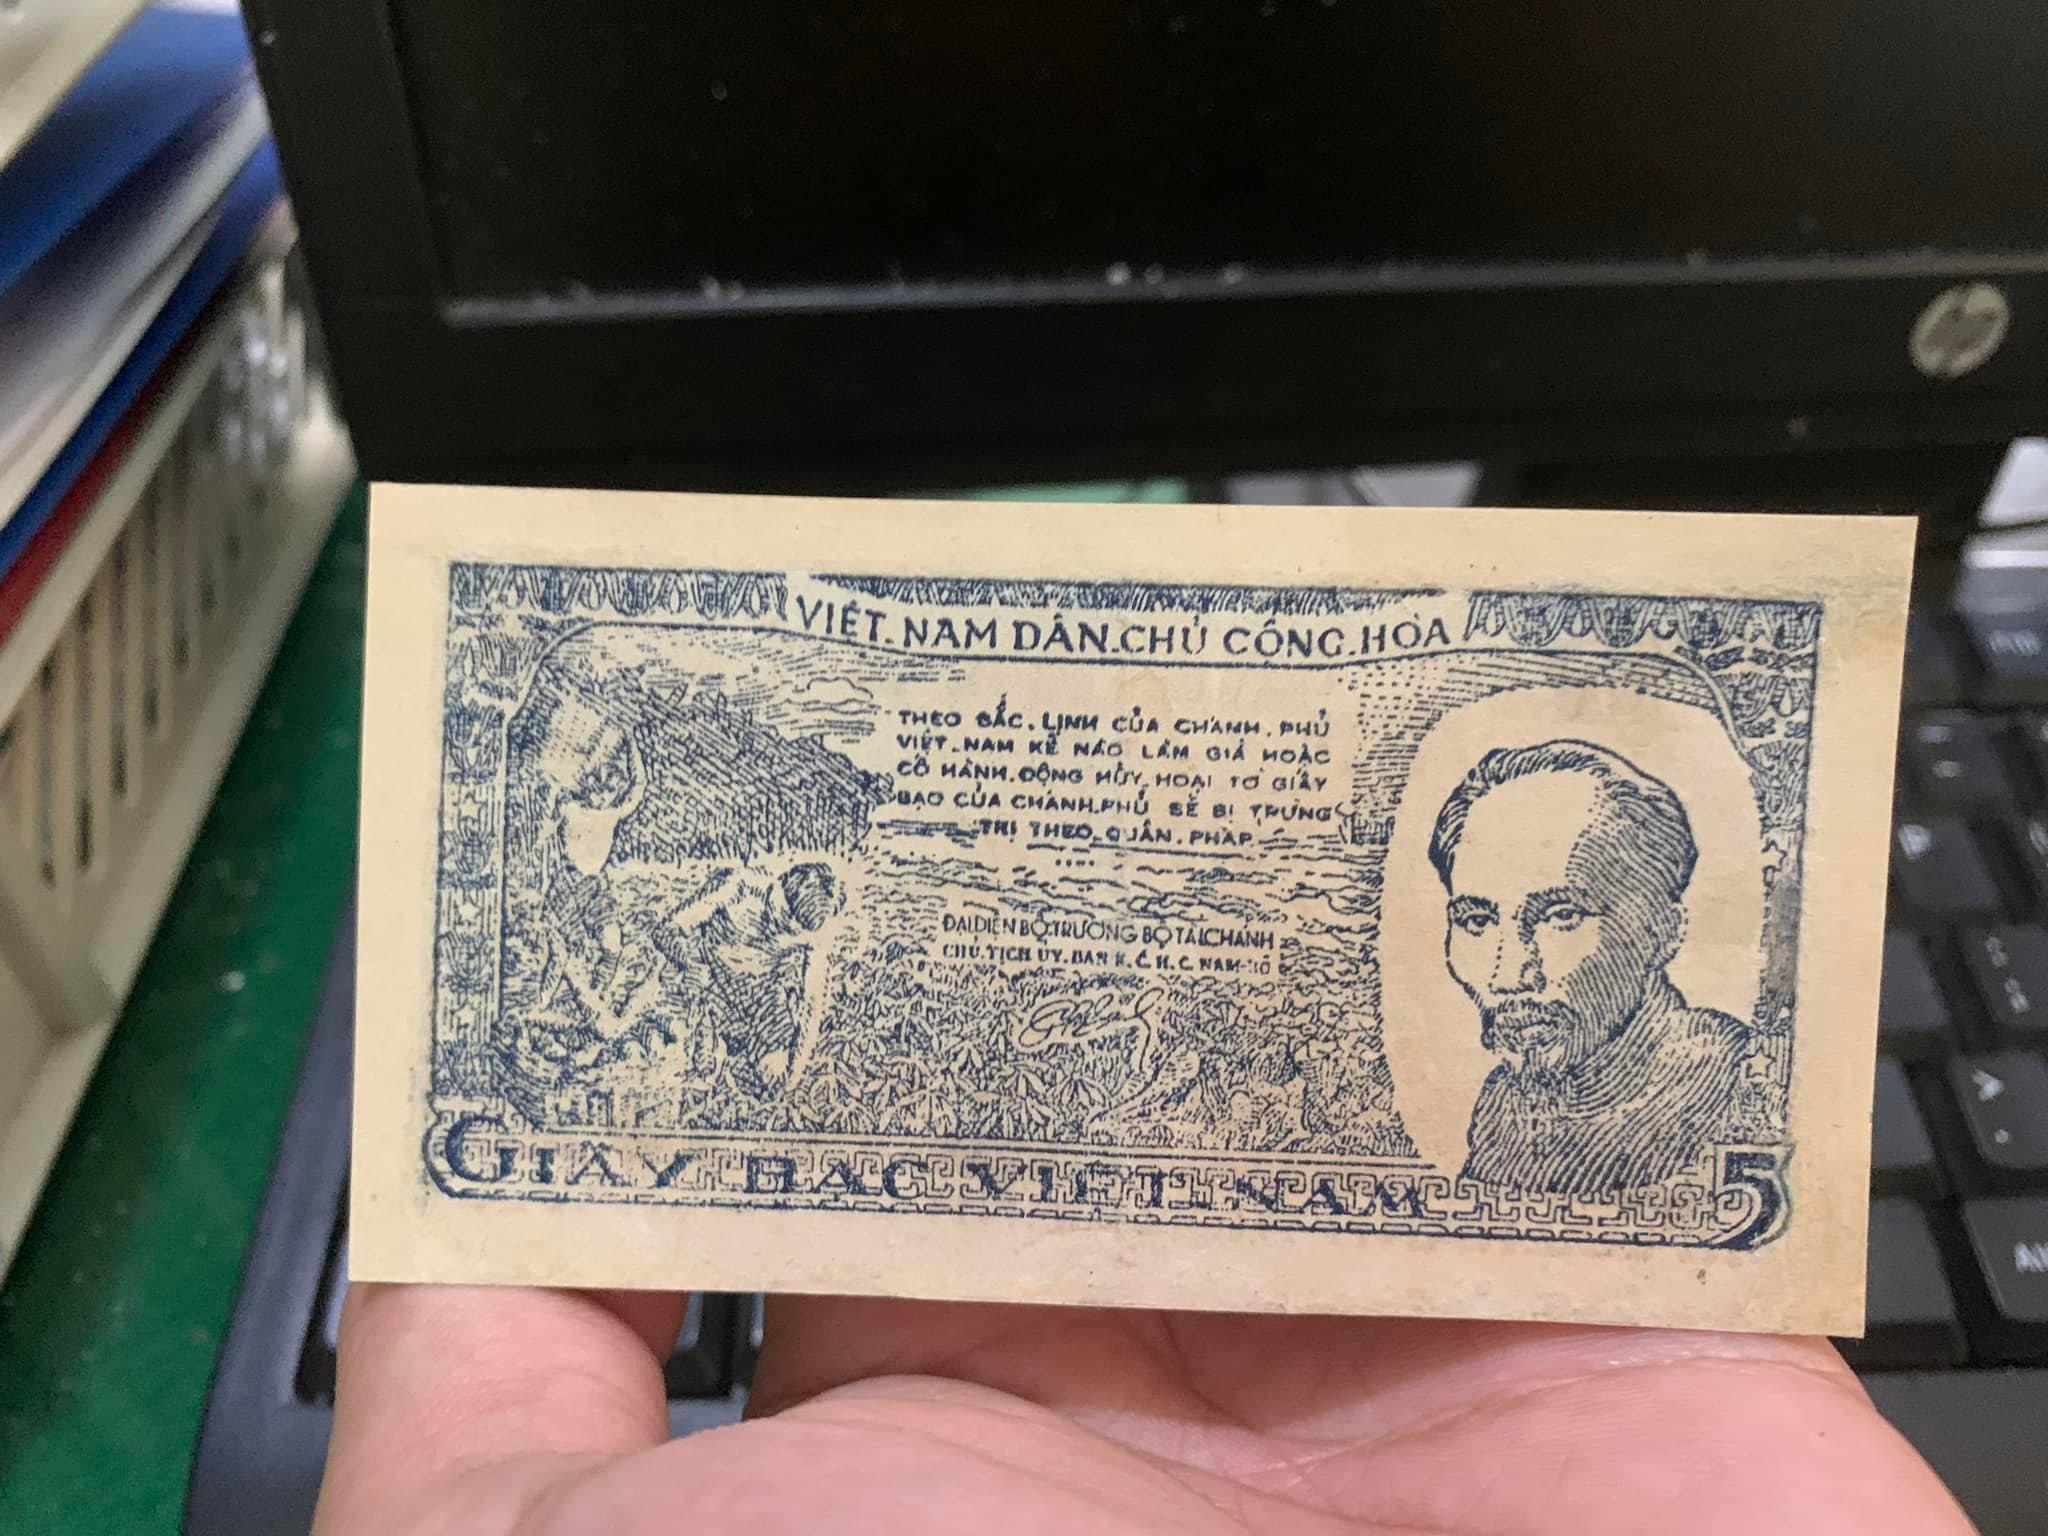 VIỆT.NAM DÂN.CHỦ CỘNG.HÒA
THEO SẮC.LỊNH CỦA CHÁNH.PHỦ
VIỆT.NAM KẺ NÀO LÀM GIẢ HOẶC
CÓ HÀNH.ĐỘNG HỦY.HOẠI TỜ GIẤY
BẠC CỦA CHÁNH.PHỦ SẼ BỊ TRỪNG
TRỊ THEO QUÂN.PHÁP
ĐẠI DIỆN BỘ.TRƯỞNG BỘ TÀI.CHÁNH
CHỦ.TỊCH ỦY.BAN K.C.H.C NAM-BỘ
GIẤY BẠC VIỆT NAM
5
hp
Alt